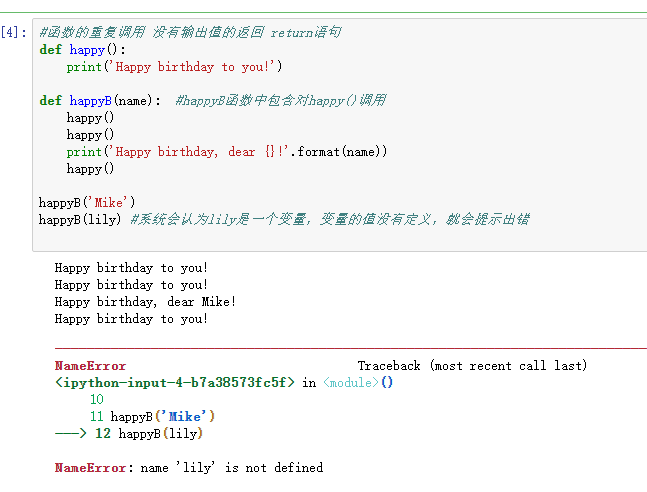 [4]: #函数的重复调用 没有输出值的返回 return语句
def happy():
    print('Happy birthday to you!')

def happyB(name):  #happyB函数中包含对happy()调用
    happy()
    happy()
    print('Happy birthday, dear {}!'.format(name))
    happy()

happyB('Mike')
happyB(lily) #系统会认为lily是一个变量，变量的值没有定义，就会提示出错

Happy birthday to you!
Happy birthday to you!
Happy birthday, dear Mike!
Happy birthday to you!

NameError                                 Traceback (most recent call last)
<ipython-input-4-b7a38573fc5f> in <module>()
     10
     11 happyB('Mike')
---> 12 happyB(lily)

NameError: name 'lily' is not defined